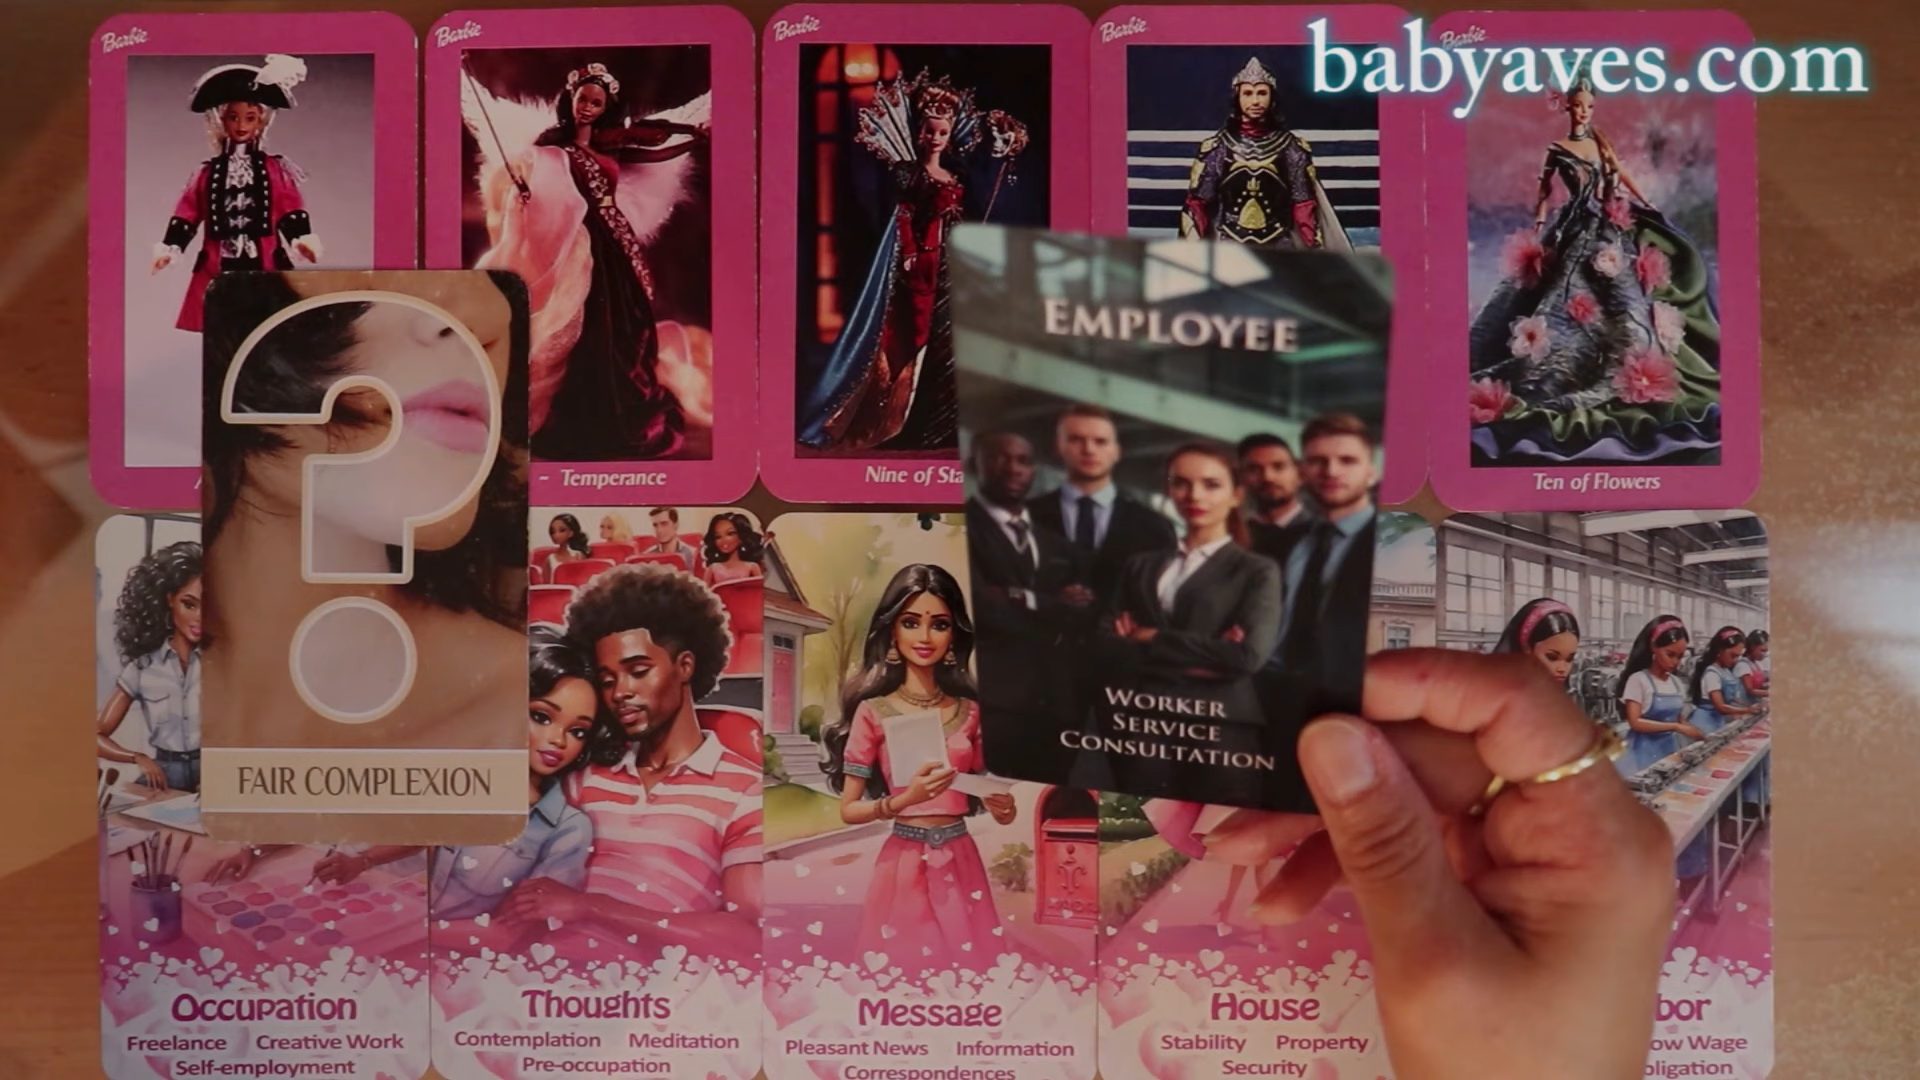 Barbie
Barbie
Barbie
Barbie
Barbie
babyaves.com
~ Temperance
Nine of Sta
Ten of Flowers
EMPLOYEE
WORKER
SERVICE
CONSULTATION
FAIR COMPLEXION
Occupation
Freelance Creative Work
Self-employment
Thoughts
Contemplation Meditation
Pre-occupation
Message
Pleasant News Information
Correspondences
House
Stability Property
Security
bor
ow Wage
bligation